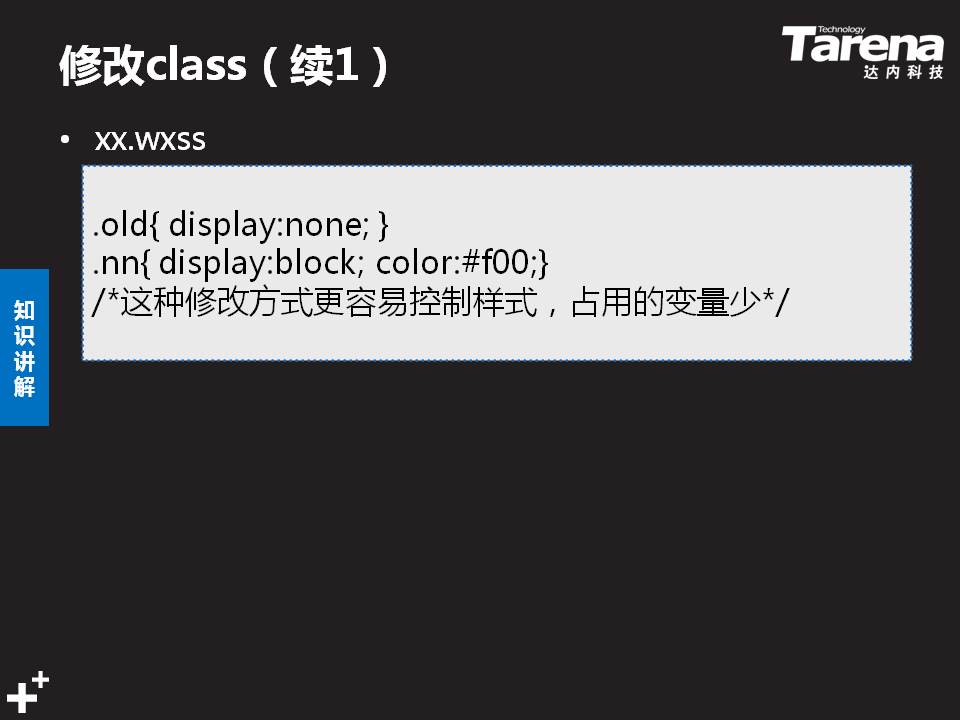 修改class（续1）
Technology
Tarena
达内科技
• xx.wxss
.old{ display:none; }
.nn{ display:block; color:#f00;}
/*这种修改方式更容易控制样式，占用的变量少*/
知识讲解